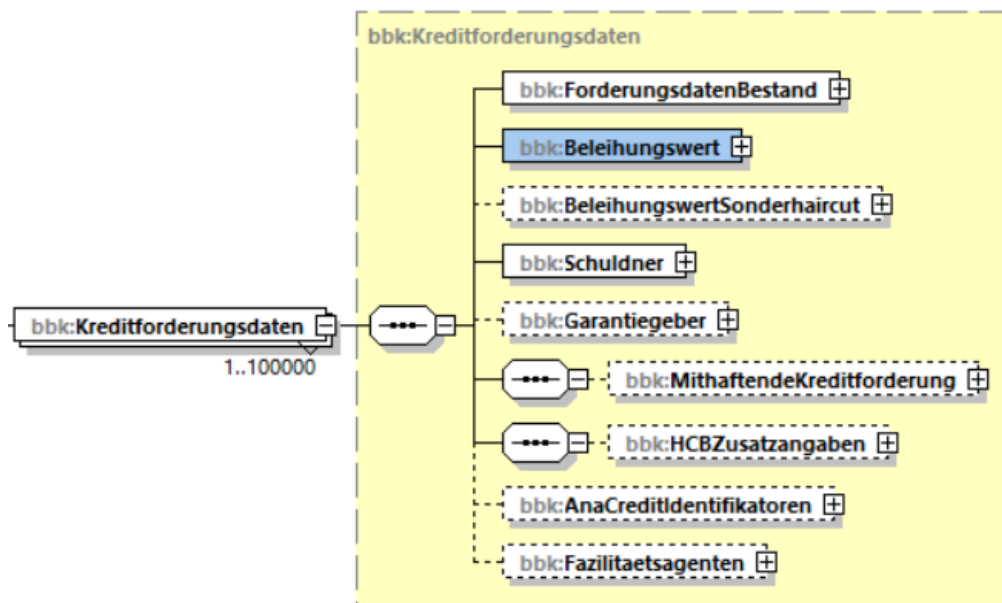 bbk:Kreditforderungsdaten
bbk:ForderungsdatenBestand
bbk:Beleihungswert
bbk:BeleihungswertSonderhaircut
bbk:Schuldner
bbk:Kreditforderungsdaten
1..100000
bbk:Garantiegeber
bbk:MithaftendeKreditforderung
bbk:HCBZusatzangaben
bbk:AnaCreditIdentifikatoren
bbk:Fazilitaetsagenten